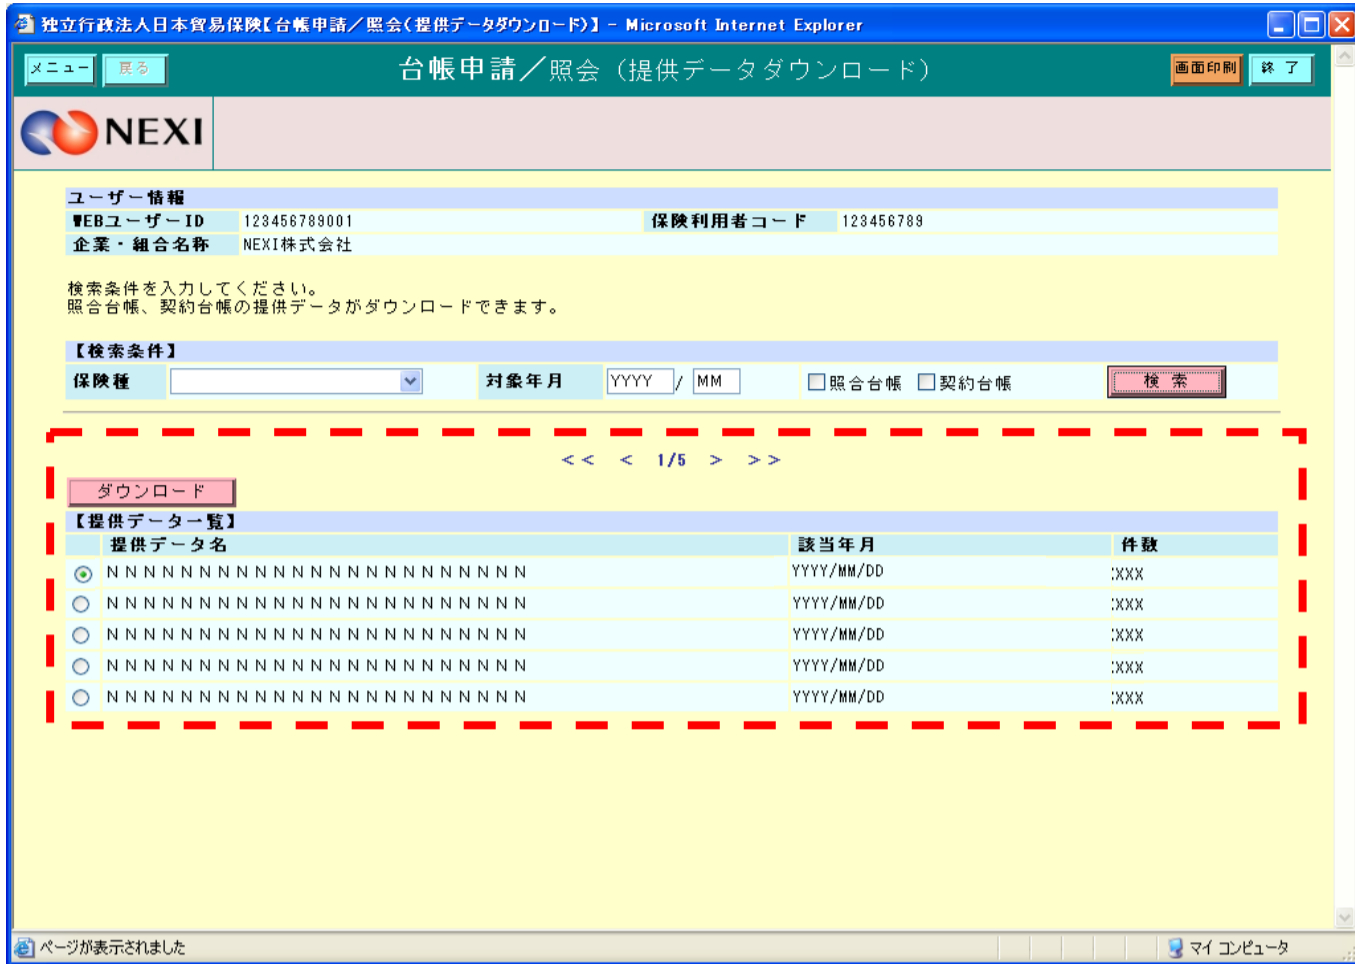 独立行政法人日本貿易保険【台帳申請／照会(提供データダウンロード)】 - Microsoft Internet Explorer
メニュー 戻る 台帳申請／照会（提供データダウンロード） 画面印刷 終 了
NEXI
ユーザー情報
WEBユーザーID 123456789001 保険利用者コード 123456789
企業・組合名称 NEXI株式会社
検索条件を入力してください。
照合台帳、契約台帳の提供データがダウンロードできます。
【検索条件】
保険種 対象年月 YYYY / MM 照合台帳 契約台帳 検 索
<< < 1/5 > >>
ダウンロード
【提供データ一覧】
提供データ名 該当年月 件数
ＮＮＮＮＮＮＮＮＮＮＮＮＮＮＮＮＮＮＮＮＮＮＮ YYYY/MM/DD XXX
ＮＮＮＮＮＮＮＮＮＮＮＮＮＮＮＮＮＮＮＮＮＮＮ YYYY/MM/DD XXX
ＮＮＮＮＮＮＮＮＮＮＮＮＮＮＮＮＮＮＮＮＮＮＮ YYYY/MM/DD XXX
ＮＮＮＮＮＮＮＮＮＮＮＮＮＮＮＮＮＮＮＮＮＮＮ YYYY/MM/DD XXX
ＮＮＮＮＮＮＮＮＮＮＮＮＮＮＮＮＮＮＮＮＮＮＮ YYYY/MM/DD XXX
ページが表示されました マイ コンピュータ